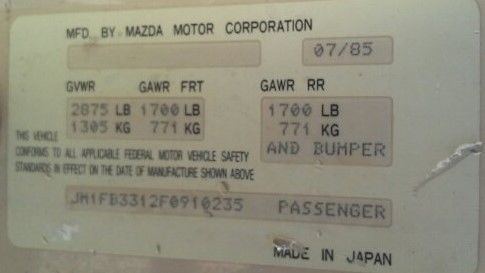 MFD BY MAZDA MOTOR CORPORATION
07/85
GVWR GAWR FRT GAWR RR
2875 LB 1700 LB 1700 LB
1305 KG 771 KG 771 KG
THIS VEHICLE AND BUMPER
CONFORMS TO ALL APPLICABLE FEDERAL MOTOR VEHICLE SAFETY
STANDARDS IN EFFECT ON THE DATE OF MANUFACTURE SHOWN ABOVE
JM1FB3312F0910235 PASSENGER
MADE IN JAPAN